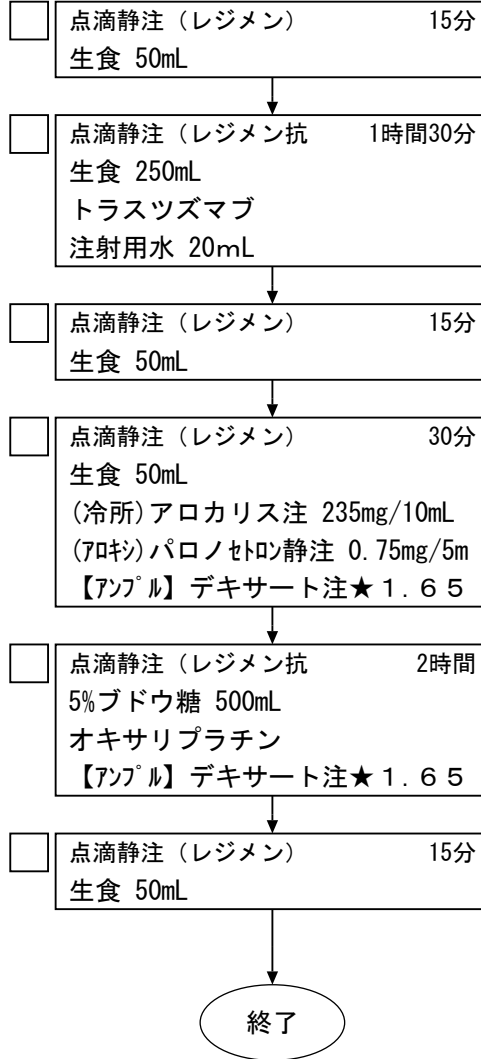 点滴静注（レジメン） 15分
生食 50mL
点滴静注（レジメン抗 1時間30分
生食 250mL
トラスツズマブ
注射用水 20ｍL
点滴静注（レジメン） 15分
生食 50mL
点滴静注（レジメン） 30分
生食 50mL
(冷所)アロカリス注 235mg/10mL
(ｱﾛｷｼ)パロノｾﾄﾛﾝ静注 0.75mg/5m
【ｱﾝﾌﾟﾙ】デキサート注★１.６５
点滴静注（レジメン抗 2時間
5%ブドウ糖 500mL
オキサリプラチン
【ｱﾝﾌﾟﾙ】デキサート注★１.６５
点滴静注（レジメン） 15分
生食 50mL
終了